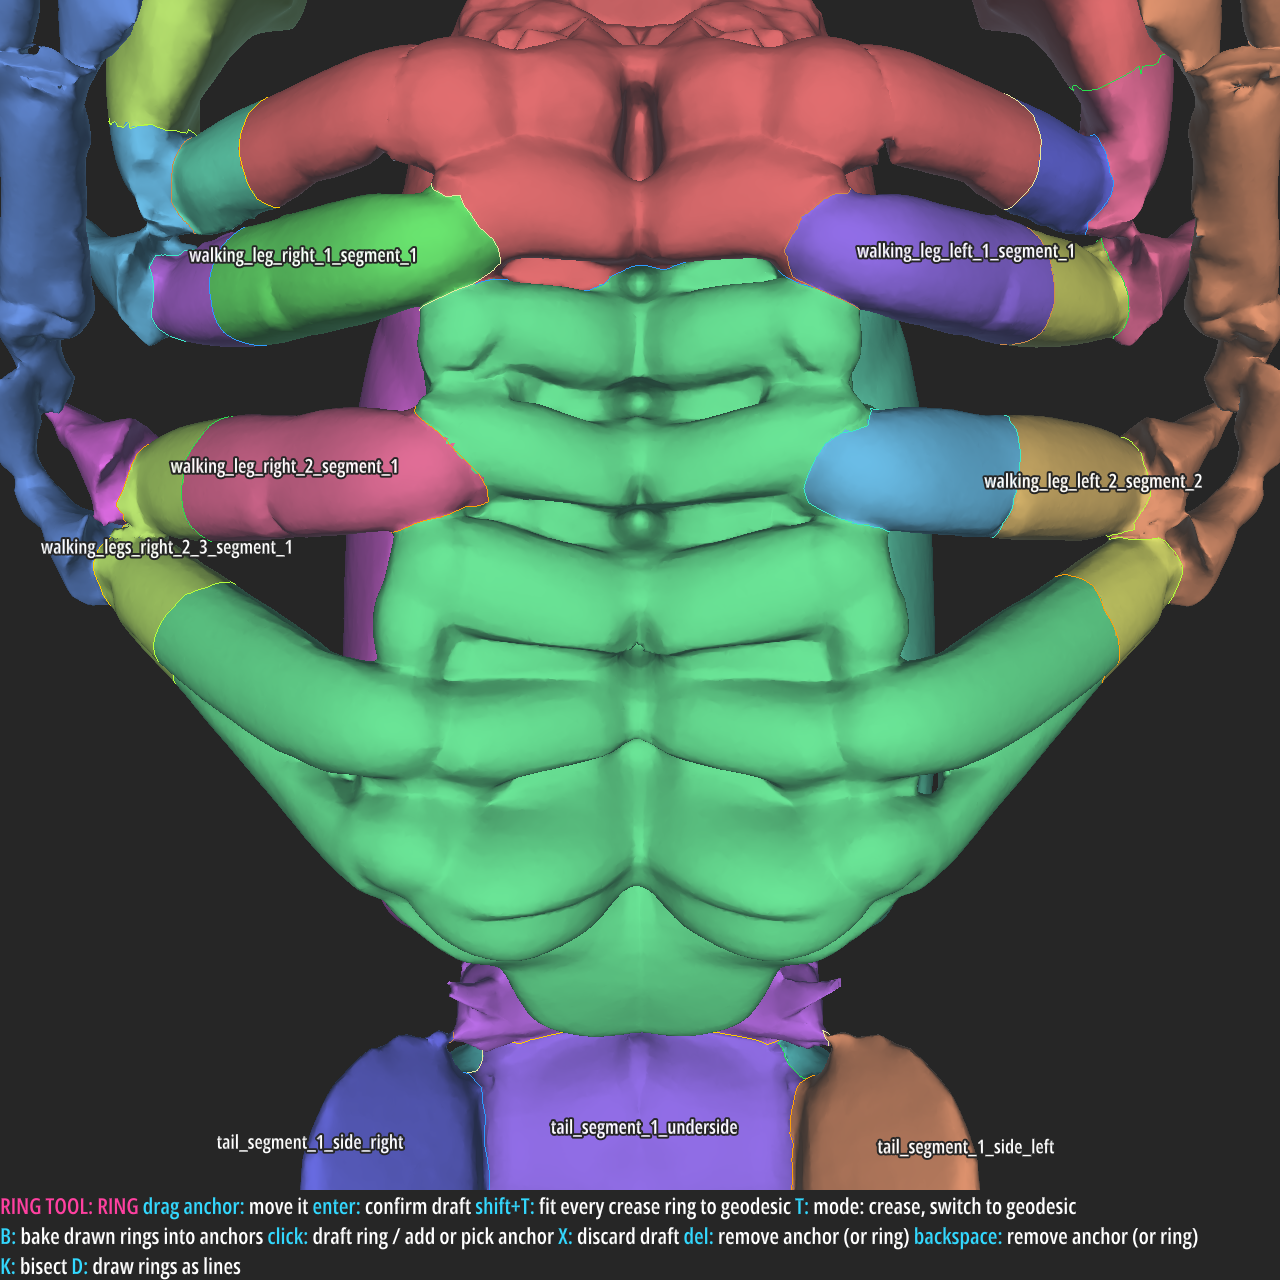 walking_leg_right_1_segment_1
walking_leg_left_1_segment_1
walking_leg_right_2_segment_1
walking_leg_left_2_segment_2
walking_legs_right_2_3_segment_1
tail_segment_1_underside
tail_segment_1_side_right
tail_segment_1_side_left
RING TOOL: RING drag anchor: move it enter: confirm draft shift+T: fit every crease ring to geodesic T: mode: crease, switch to geodesic
B: bake drawn rings into anchors click: draft ring / add or pick anchor X: discard draft del: remove anchor (or ring) backspace: remove anchor (or ring)
K: bisect D: draw rings as lines